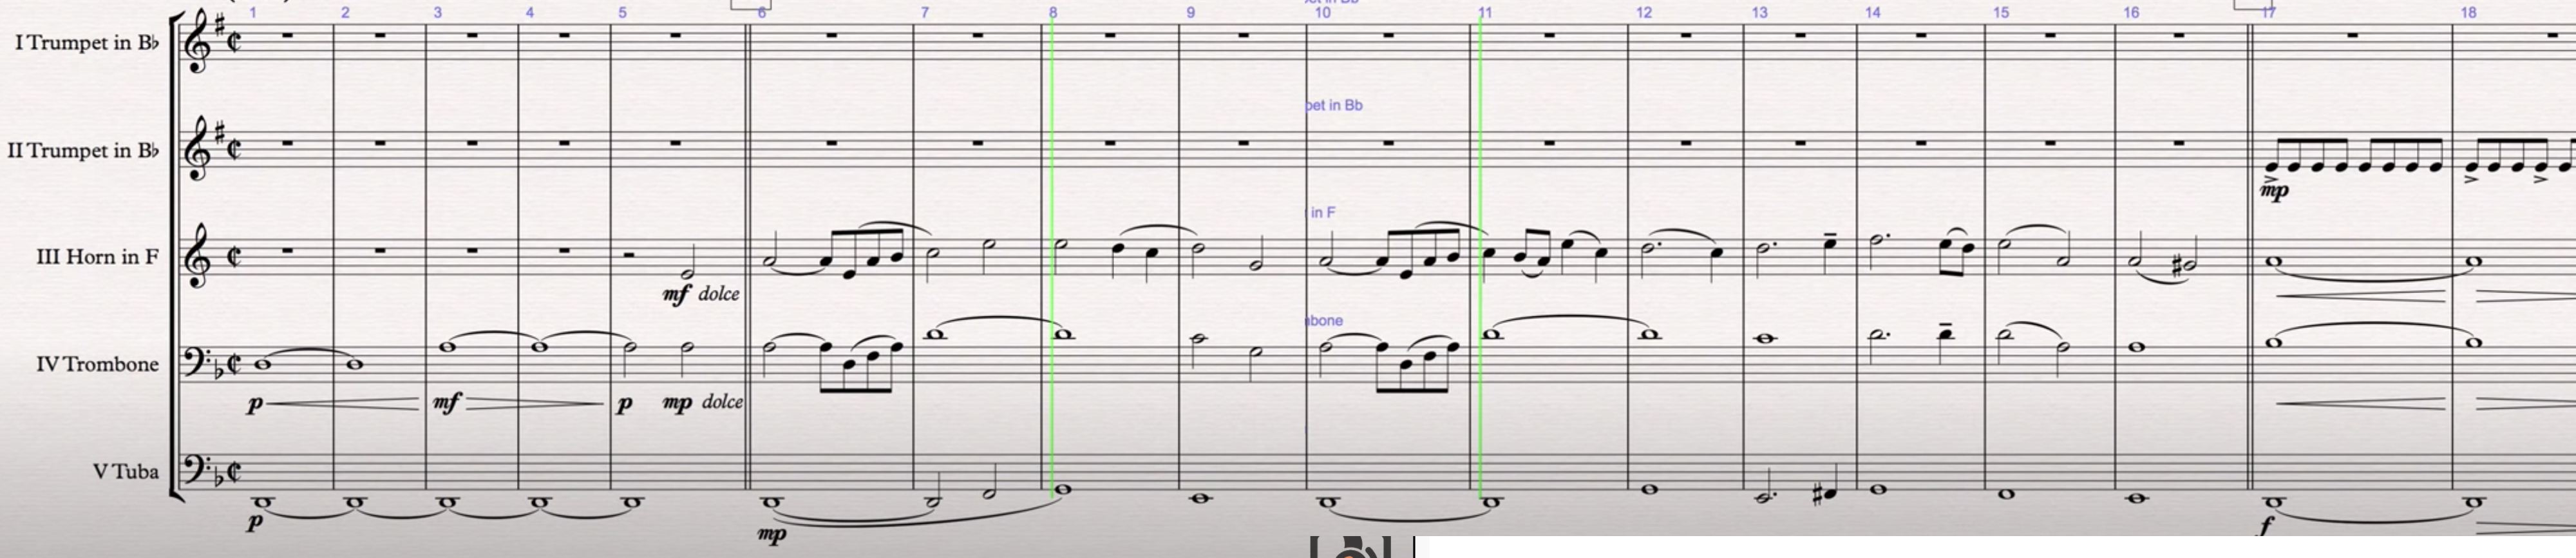 1 2 3 4 5 6 7 8 9 10 11 12 13 14 15 16 17 18
I Trumpet in B♭
pet in Bb
II Trumpet in B♭
mp
in F
III Horn in F
mf dolce
bone
IV Trombone
p mf p mp dolce
V Tuba
p mp f